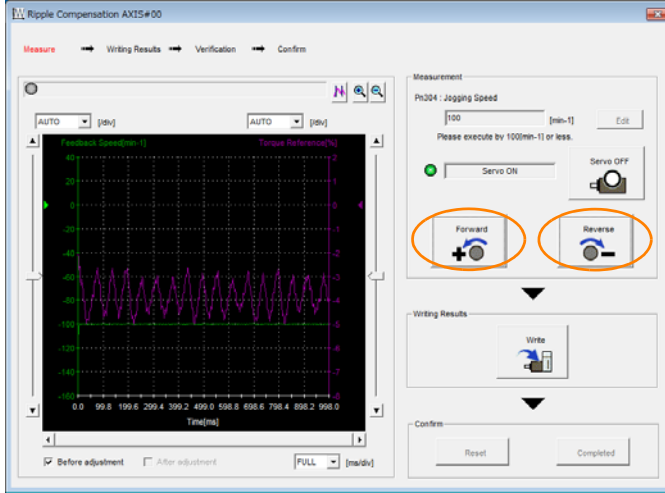 Ripple Compensation AXIS#00
Measure Writing Results Verification Confirm
AUTO [/div] AUTO [/div]
Feedback Speed[min-1] Torque Reference[%]
40 2
20 1
0 0
-20 -1
-40 -2
-60 -3
-80 -4
-100 -5
-120 -6
-140 -7
-160 -8
0.0 99.8 199.6 299.4 399.2 499.0 598.8 698.6 798.4 898.2 998.0
Time[ms]
Before adjustment After adjustment FULL [ms/div]
Measurement
Pn304 : Jogging Speed
100 [min-1] Edit
Please execute by 100[min-1] or less.
Servo ON
Servo OFF
Forward
Reverse
Writing Results
Write
Confirm
Reset Completed